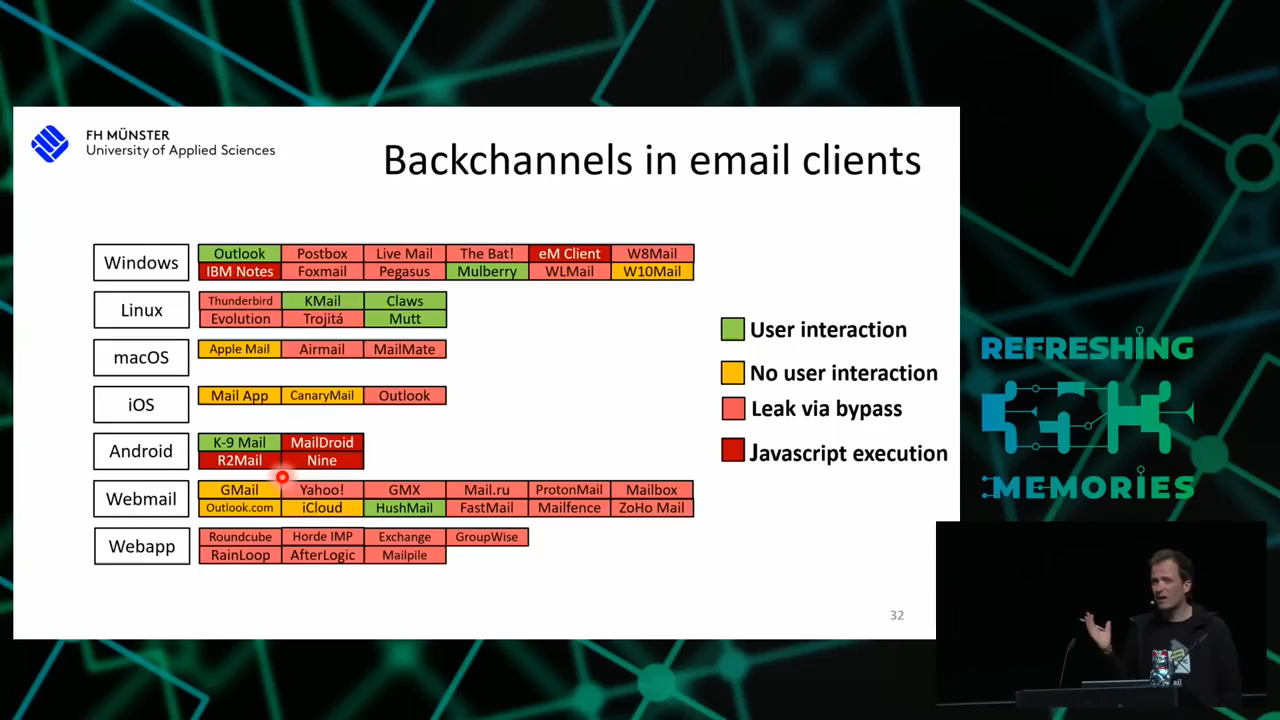 FH MÜNSTER
University of Applied Sciences
Backchannels in email clients
Windows
Outlook Postbox Live Mail The Bat! eM Client W8Mail
IBM Notes Foxmail Pegasus Mulberry WLMail W10Mail
Linux
Thunderbird KMail Claws
Evolution Trojitá Mutt
macOS
Apple Mail Airmail MailMate
iOS
Mail App CanaryMail Outlook
Android
K-9 Mail MailDroid
R2Mail Nine
Webmail
GMail Yahoo! GMX Mail.ru ProtonMail Mailbox
Outlook.com iCloud HushMail FastMail Mailfence ZoHo Mail
Webapp
Roundcube Horde IMP Exchange GroupWise
RainLoop AfterLogic Mailpile
User interaction
No user interaction
Leak via bypass
Javascript execution
32
REFRESHING
MEMORIES